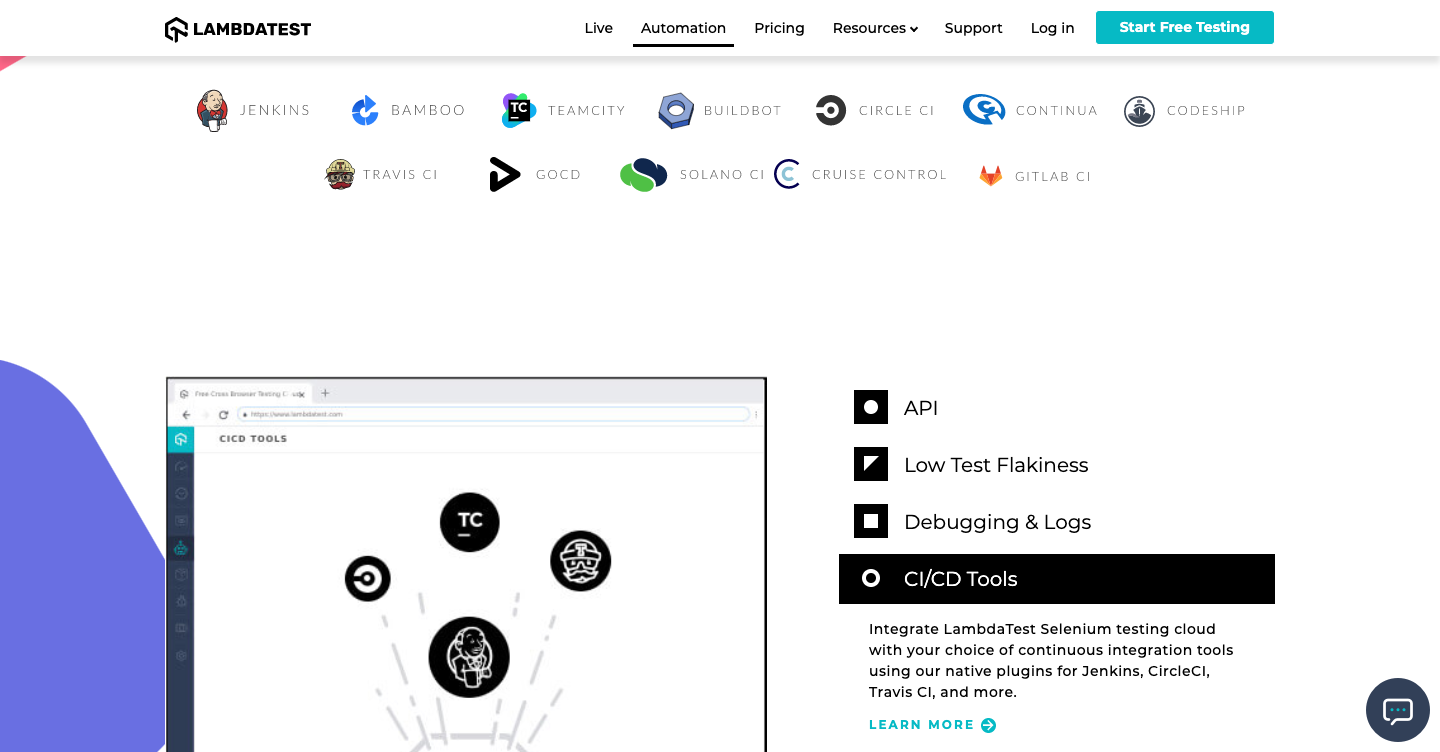 LAMBDATEST
Live Automation Pricing Resources Support Log in Start Free Testing
JENKINS BAMBOO TC TEAMCITY BUILDBOT CIRCLE CI CONTINUA CODESHIP
TRAVIS CI GOCD SOLANO CI CRUISE CONTROL GITLAB CI
Free Cross Browser Testing
https://www.lambdatest.com
CICD TOOLS
TC
API
Low Test Flakiness
Debugging & Logs
CI/CD Tools
Integrate LambdaTest Selenium testing cloud
with your choice of continuous integration tools
using our native plugins for Jenkins, CircleCI,
Travis CI, and more.
LEARN MORE